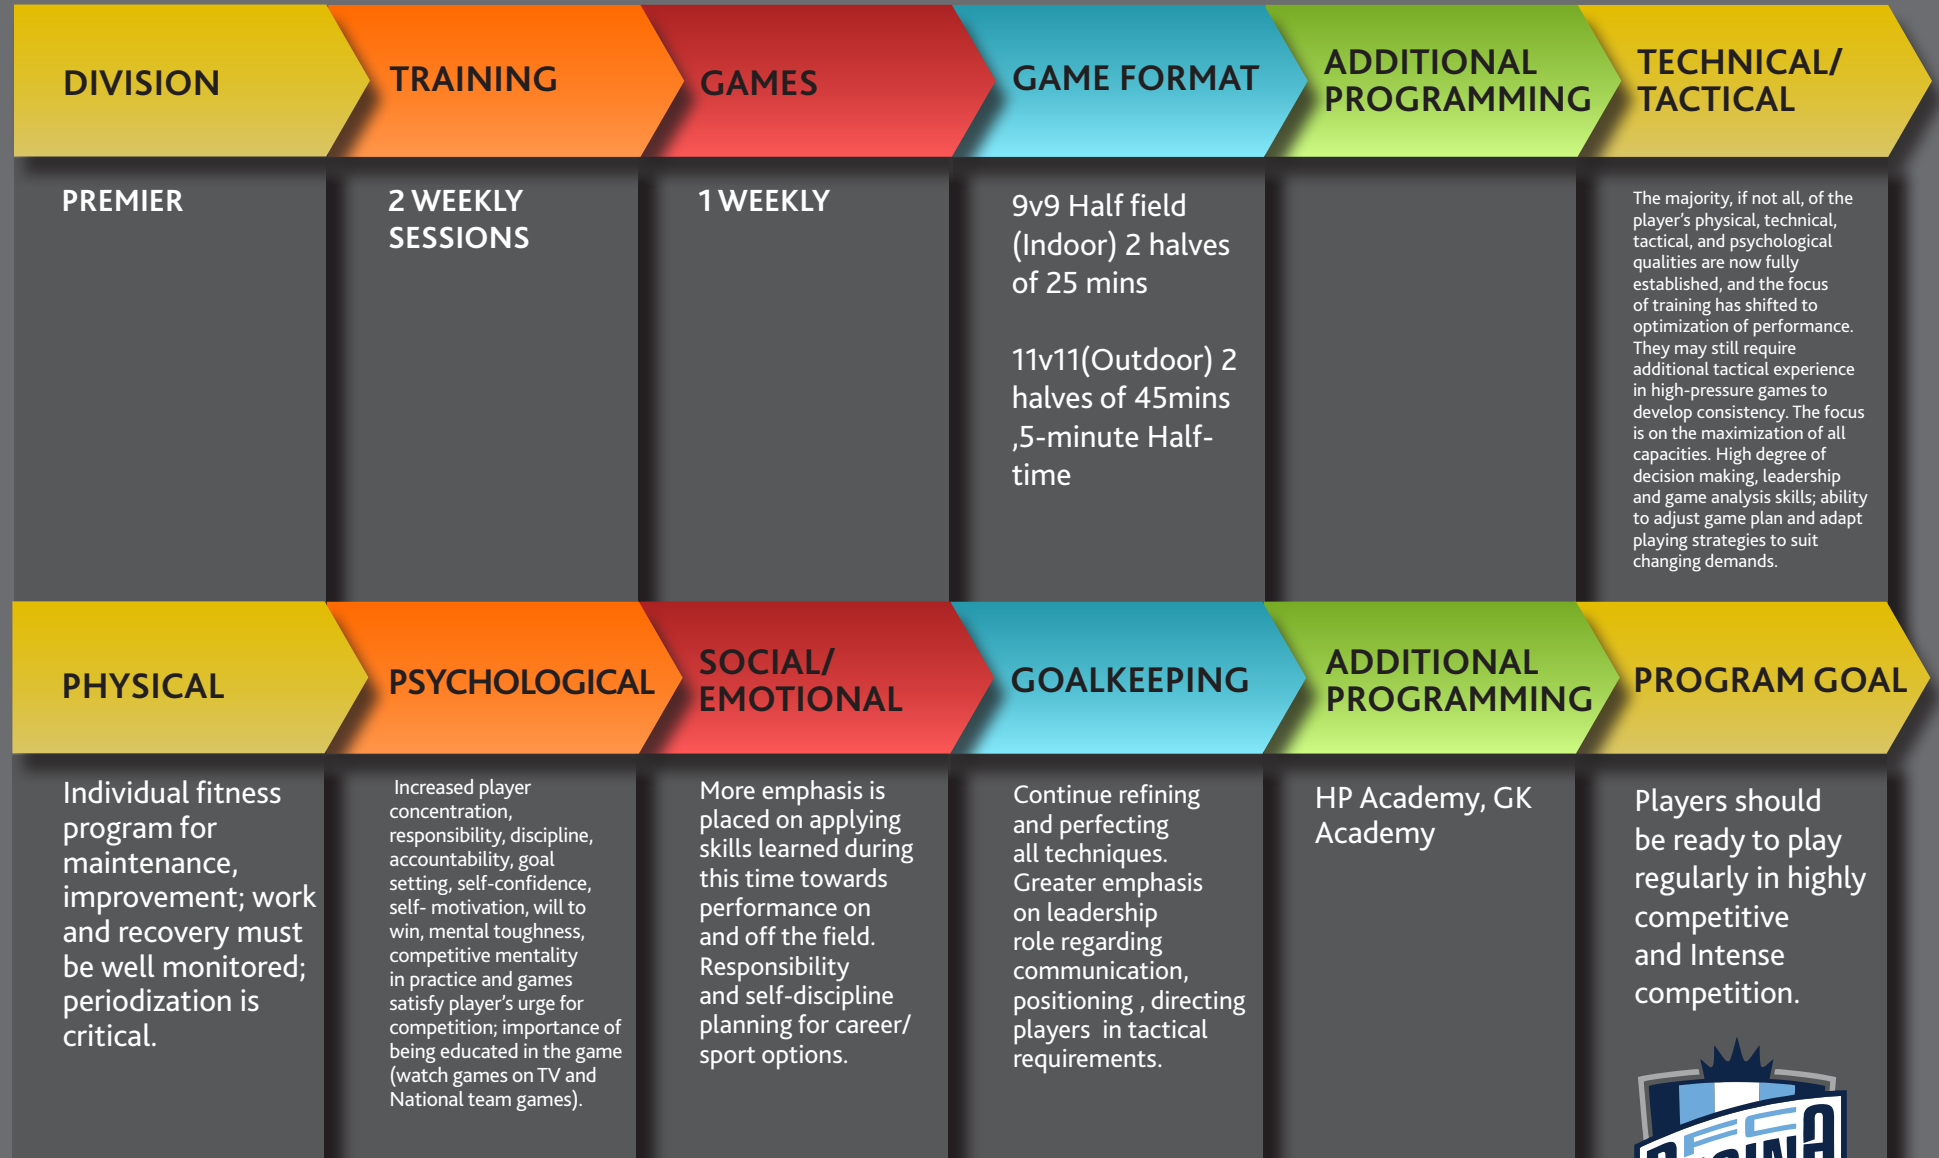 DIVISION
TRAINING
GAMES
GAME FORMAT
ADDITIONAL
PROGRAMMING
TECHNICAL/
TACTICAL
PREMIER
2 WEEKLY
SESSIONS
1 WEEKLY
9v9 Half field
(Indoor) 2 halves
of 25 mins
11v11(Outdoor) 2
halves of 45mins
,5-minute Half-
time
The majority, if not all, of the
player’s physical, technical,
tactical, and psychological
qualities are now fully
established, and the focus
of training has shifted to
optimization of performance.
They may still require
additional tactical experience
in high-pressure games to
develop consistency. The focus
is on the maximization of all
capacities. High degree of
decision making, leadership
and game analysis skills; ability
to adjust game plan and adapt
playing strategies to suit
changing demands.
PHYSICAL
PSYCHOLOGICAL
SOCIAL/
EMOTIONAL
GOALKEEPING
ADDITIONAL
PROGRAMMING
PROGRAM GOAL
Individual fitness
program for
maintenance,
improvement; work
and recovery must
be well monitored;
periodization is
critical.
Increased player
concentration,
responsibility, discipline,
accountability, goal
setting, self-confidence,
self- motivation, will to
win, mental toughness,
competitive mentality
in practice and games
satisfy player’s urge for
competition; importance of
being educated in the game
(watch games on TV and
National team games).
More emphasis is
placed on applying
skills learned during
this time towards
performance on
and off the field.
Responsibility
and self-discipline
planning for career/
sport options.
Continue refining
and perfecting
all techniques.
Greater emphasis
on leadership
role regarding
communication,
positioning , directing
players  in tactical
requirements.
HP Academy, GK
Academy
Players should
be ready to play
regularly in highly
competitive
and Intense
competition.
FC